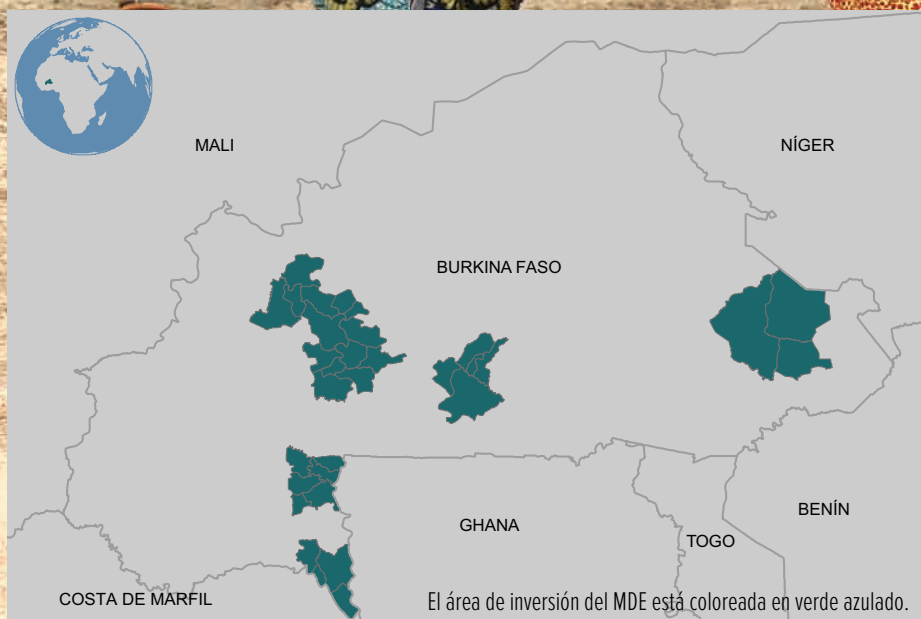 MALI
NÍGER
BURKINA FASO
BENÍN
GHANA
TOGO
COSTA DE MARFIL
El área de inversión del MDE está coloreada en verde azulado.